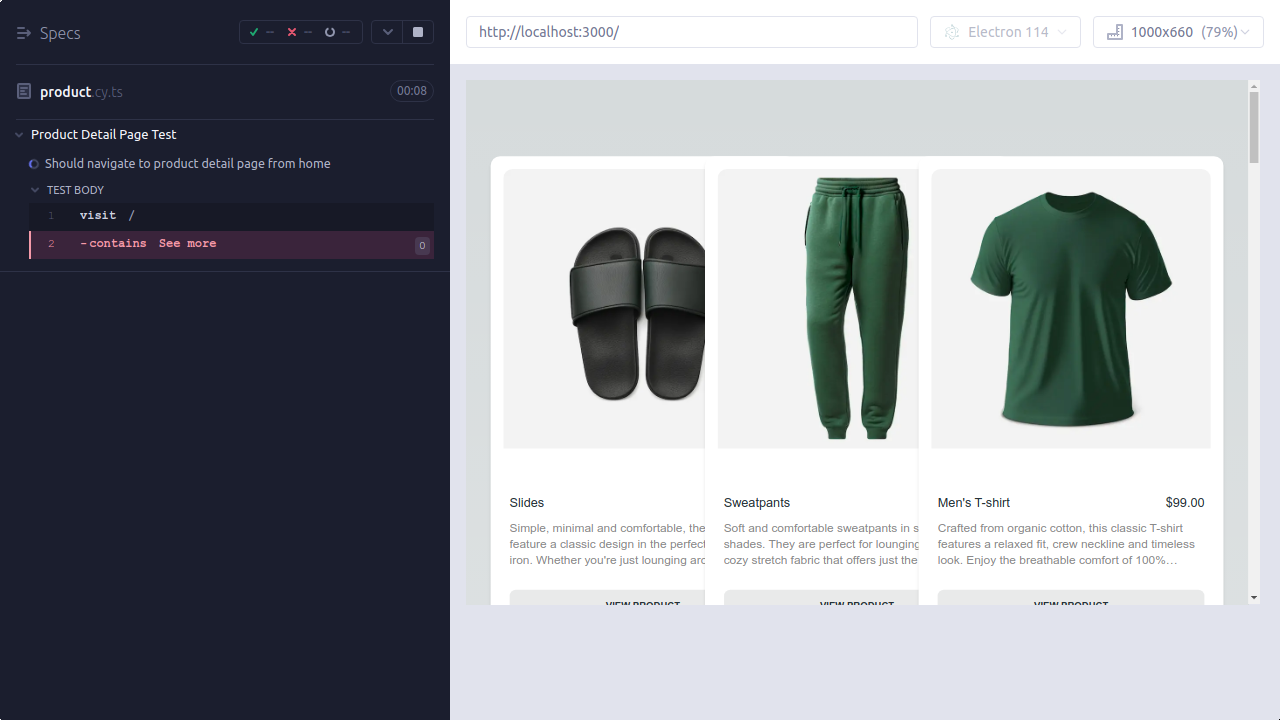 Specs
--
--
--
product.cy.ts
00:08
Product Detail Page Test
Should navigate to product detail page from home
TEST BODY
1 visit /
2 -contains See more
0
http://localhost:3000/
Electron 114
1000x660 (79%)
Slides
Simple, minimal and comfortable, the
feature a classic design in the perfect
iron. Whether you're just lounging aro
VIEW PRODUCT
Sweatpants
Soft and comfortable sweatpants in s
shades. They are perfect for lounging
cozy stretch fabric that offers just the
VIEW PRODUCT
Men's T-shirt
$99.00
Crafted from organic cotton, this classic T-shirt
features a relaxed fit, crew neckline and timeless
look. Enjoy the breathable comfort of 100%…
VIEW PRODUCT